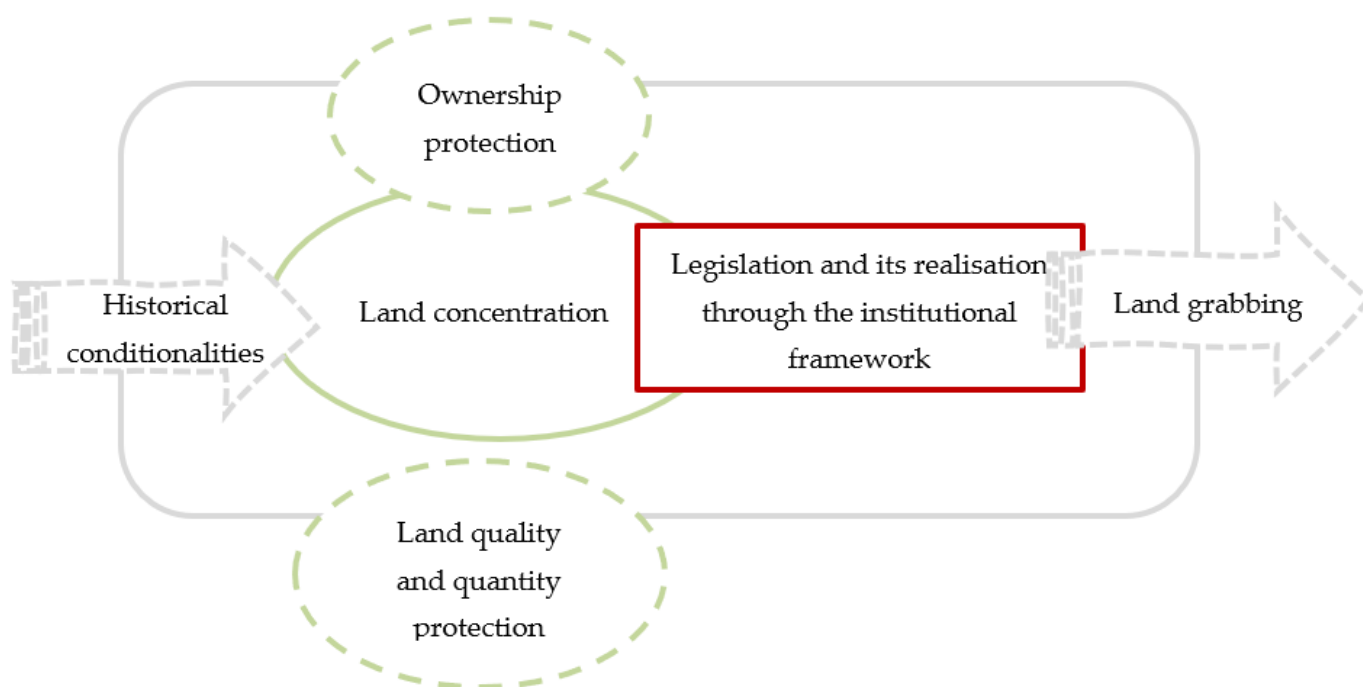 Ownership
protection
Historical
conditionalities
Land concentration
Legislation and its realisation
through the institutional
framework
Land grabbing
Land quality
and quantity
protection